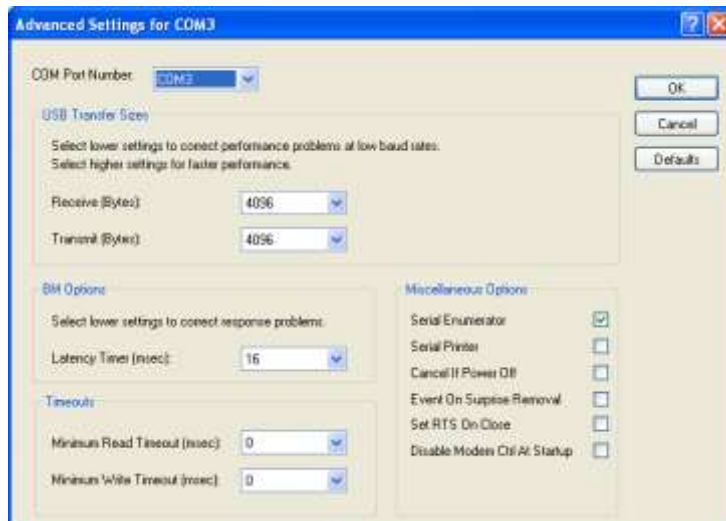 Advanced Settings for COM3
COM Port Number:
COM3
OK
Cancel
Defaults
USB Transfer Sizes
Select lower settings to correct performance problems at low baud rates.
Select higher settings for faster performance.
Receive (Bytes):
4096
Transmit (Bytes):
4096
BM Options
Select lower settings to correct response problems.
Latency Timer (msec):
16
Timeouts
Minimum Read Timeout (msec):
0
Minimum Write Timeout (msec):
0
Miscellaneous Options
Serial Enumerator
Serial Printer
Cancel If Power Off
Event On Surprise Removal
Set RTS On Close
Disable Modem Ctrl At Startup